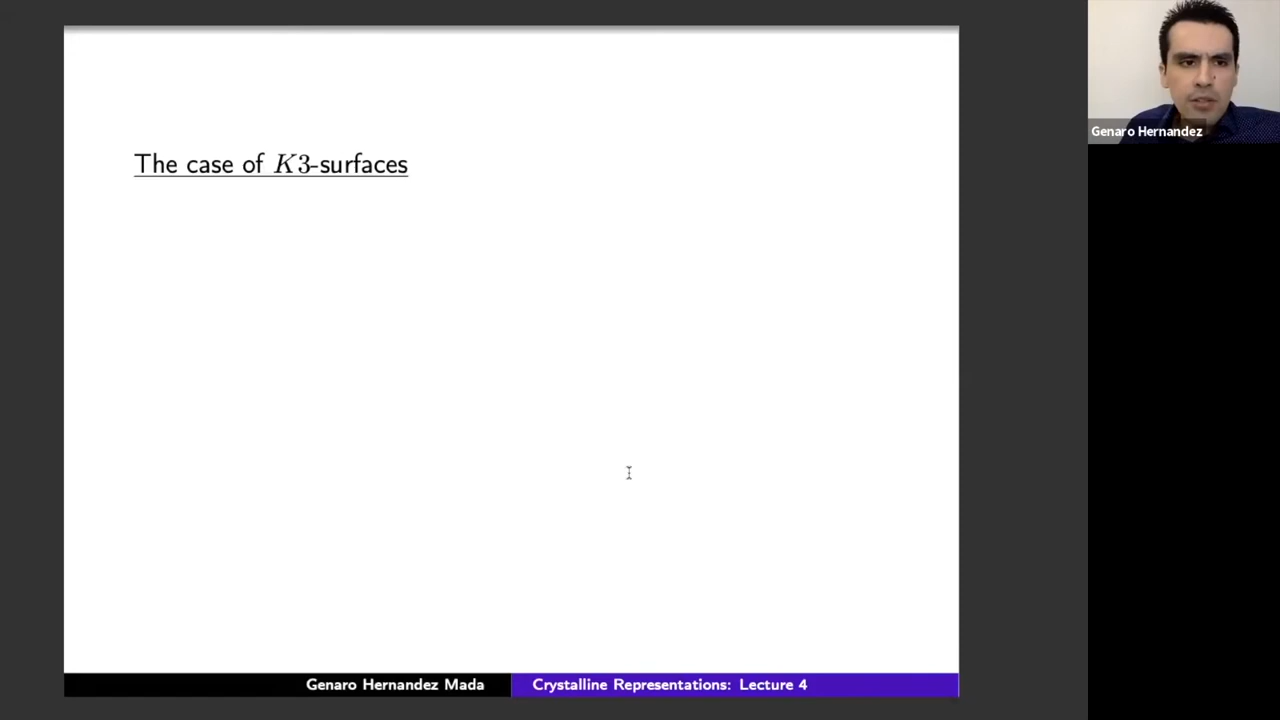 The case of K3-surfaces
Genaro Hernandez
Genaro Hernandez Mada
Crystalline Representations: Lecture 4